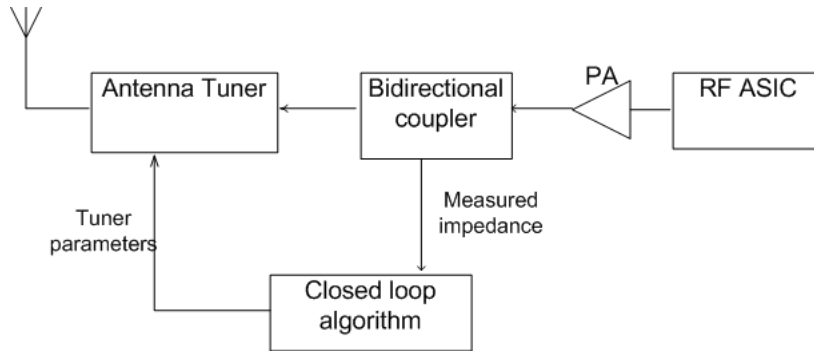 Antenna Tuner
Bidirectional
coupler
PA
RF ASIC
Tuner
parameters
Measured
impedance
Closed loop
algorithm